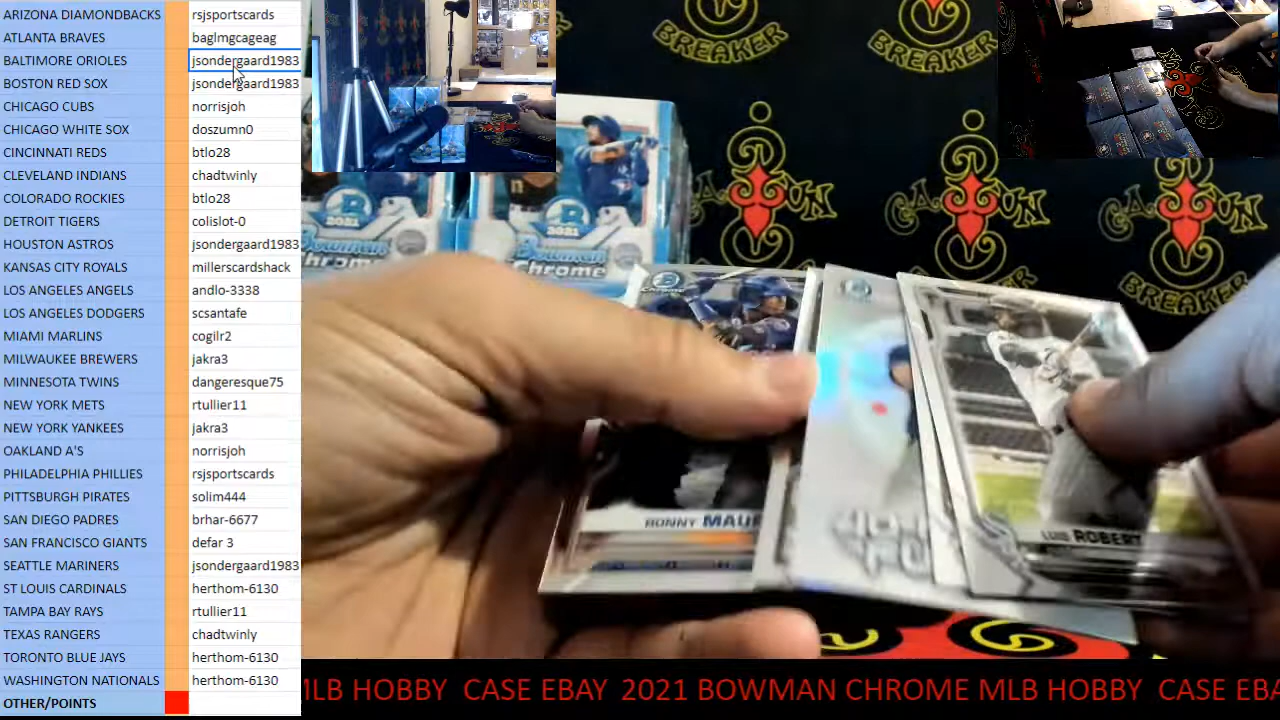 ARIZONA DIAMONDBACKS rsjsportscards
ATLANTA BRAVES baglmgcageag
BALTIMORE ORIOLES jsondergaard1983
BOSTON RED SOX jsondergaard1983
CHICAGO CUBS norrisjoh
CHICAGO WHITE SOX doszumn0
CINCINNATI REDS btlo28
CLEVELAND INDIANS chadtwinly
COLORADO ROCKIES btlo28
DETROIT TIGERS colislot-0
HOUSTON ASTROS jsondergaard1983
KANSAS CITY ROYALS millerscardshack
LOS ANGELES ANGELS andlo-3338
LOS ANGELES DODGERS scsantafe
MIAMI MARLINS cogilr2
MILWAUKEE BREWERS jakra3
MINNESOTA TWINS dangeresque75
NEW YORK METS rtullier11
NEW YORK YANKEES jakra3
OAKLAND A'S norrisjoh
PHILADELPHIA PHILLIES rsjsportscards
PITTSBURGH PIRATES solim444
SAN DIEGO PADRES brhar-6677
SAN FRANCISCO GIANTS defar 3
SEATTLE MARINERS jsondergaard1983
ST LOUIS CARDINALS herthom-6130
TAMPA BAY RAYS rtullier11
TEXAS RANGERS chadtwinly
TORONTO BLUE JAYS herthom-6130
WASHINGTON NATIONALS herthom-6130
OTHER/POINTS
BREAKER
BREAKER
2021
Bowman
chrome
2021
Bowman
chrome
CAJUN
BREAKER
BREAKER
RONNY MAU
LUIS ROBERT
MLB HOBBY CASE EBAY 2021 BOWMAN CHROME MLB HOBBY CASE EBA